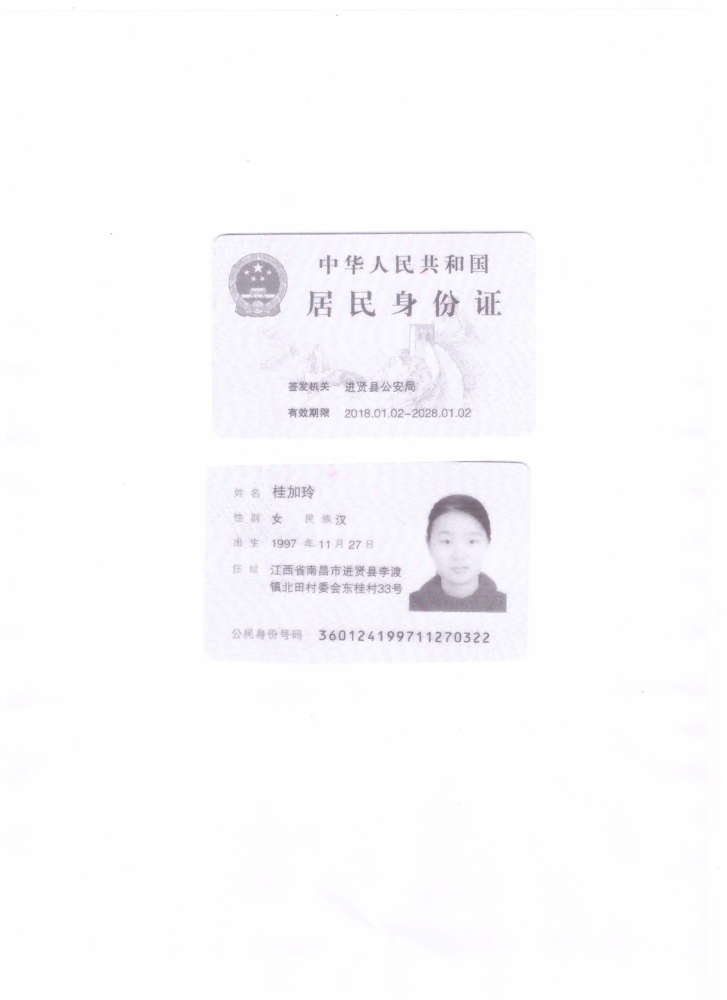 中华人民共和国
居民身份证
签发机关 进贤县公安局
有效期限 2018.01.02-2028.01.02
姓名 桂加玲
性别 女 民族 汉
出生 1997 年 11 月 27 日
住址 江西省南昌市进贤县李渡
镇北田村委会东桂村33号
公民身份号码 360124199711270322